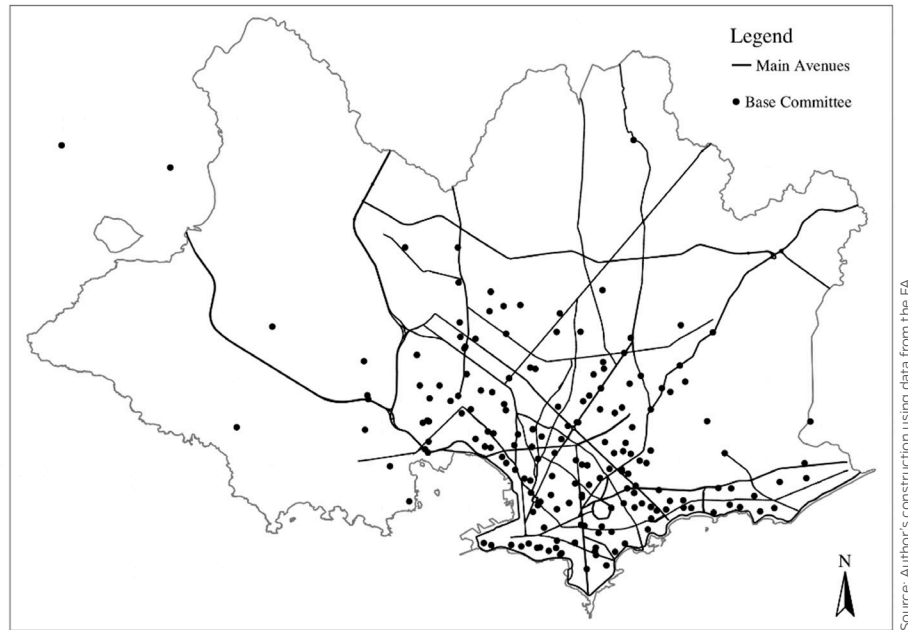 Legend
Main Avenues
Base Committee
N
Source: Author's construction using data from the FA